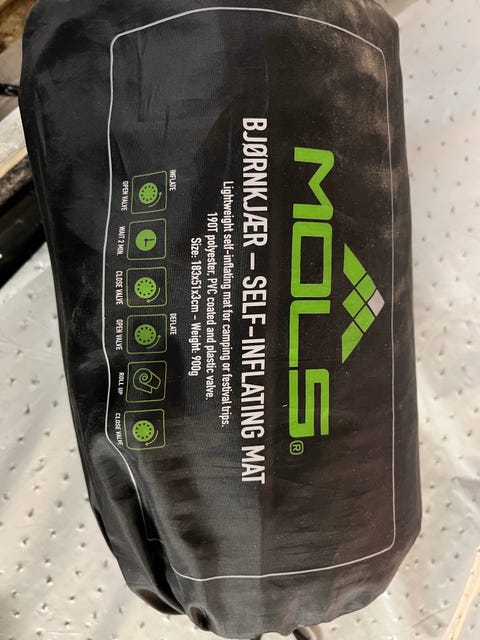 MOLS®
BJØRNKJÆR – SELF-INFLATING MAT
Lightweight self-inflating mat for camping or festival trips.
190T polyester, PVC coated and plastic valve.
Size: 183x51x3cm - Weight: 900g
INFLATE
DEFLATE
OPEN VALVE
WAIT 2 MIN.
CLOSE VALVE
OPEN VALVE
ROLL UP
CLOSE VALVE